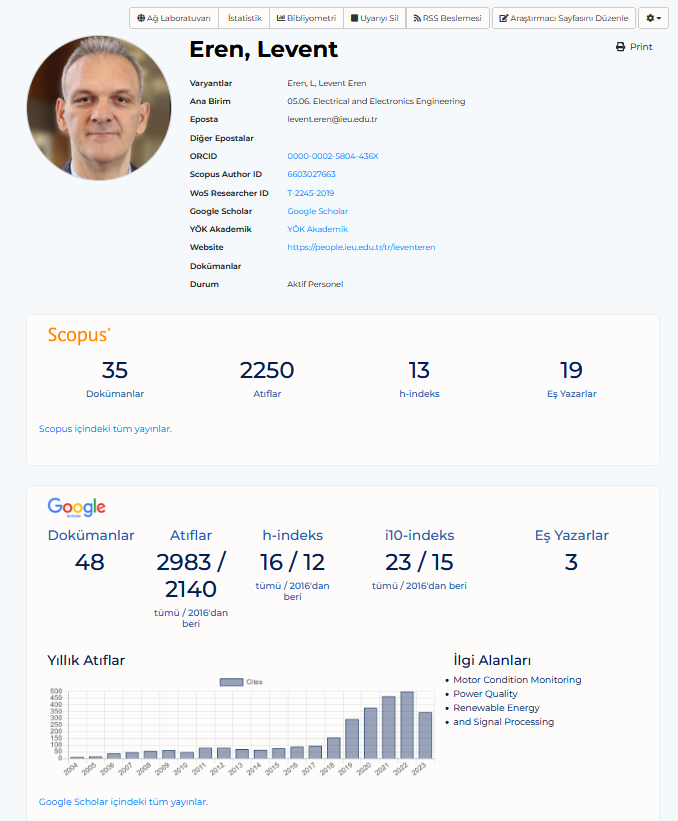 Ağ Laboratuvarı İstatistik Bibliyometri Uyarıyı Sil RSS Beslemesi Araştırmacı Sayfasını Düzenle
Eren, Levent
Print
Varyantlar Eren, L, Levent Eren
Ana Birim 05.06. Electrical and Electronics Engineering
Eposta levent.eren@ieu.edu.tr
Diğer Epostalar
ORCID 0000-0002-5804-436X
Scopus Author ID 6603027663
WoS Researcher ID T-2245-2019
Google Scholar Google Scholar
YÖK Akademik YÖK Akademik
Website https://people.ieu.edu.tr/tr/leventeren
Dokümanlar
Durum Aktif Personel
Scopus'
35 2250 13 19
Dokümanlar Atıflar h-indeks Eş Yazarlar
Scopus içindeki tüm yayınlar.
Google
Dokümanlar Atıflar h-indeks i10-indeks Eş Yazarlar
48 2983 / 16 / 12 23 / 15 3
2140
tümü / 2016'dan
beri
tümü / 2016'dan
beri
tümü / 2016'dan beri
Yıllık Atıflar
Cites
500
450
400
350
300
250
200
150
100
50
0
2004 2005 2006 2007 2008 2009 2010 2011 2012 2013 2014 2015 2016 2017 2018 2019 2020 2021 2022 2023
İlgi Alanları
• Motor Condition Monitoring
• Power Quality
• Renewable Energy
• and Signal Processing
Google Scholar içindeki tüm yayınlar.